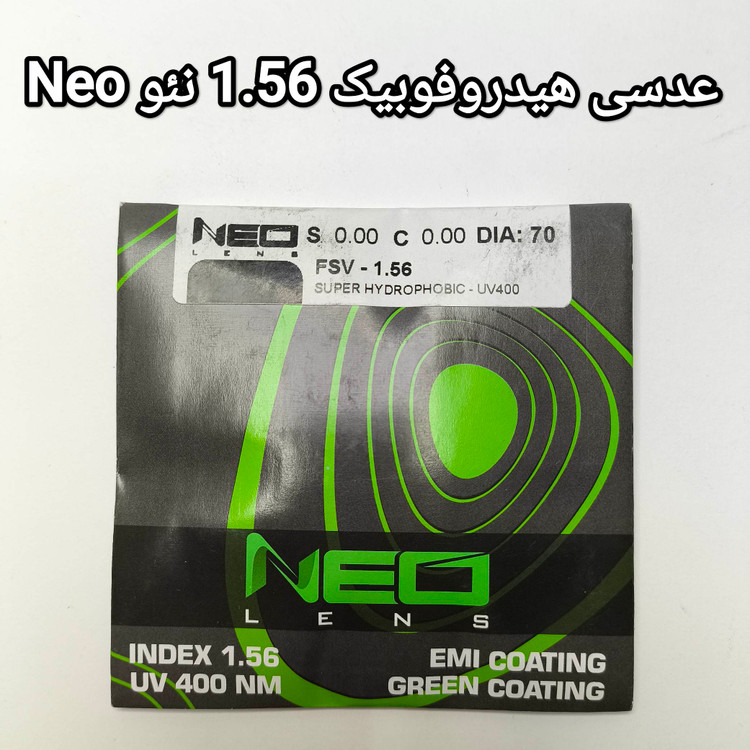 عدسی هیدروفوبیک 1.56 نئو Neo
NEO S 0.00 C 0.00 DIA: 70
LENS
FSV - 1.56
SUPER HYDROPHOBIC - UV400
NEO
LENS
INDEX 1.56 EMI COATING
UV 400 NM GREEN COATING